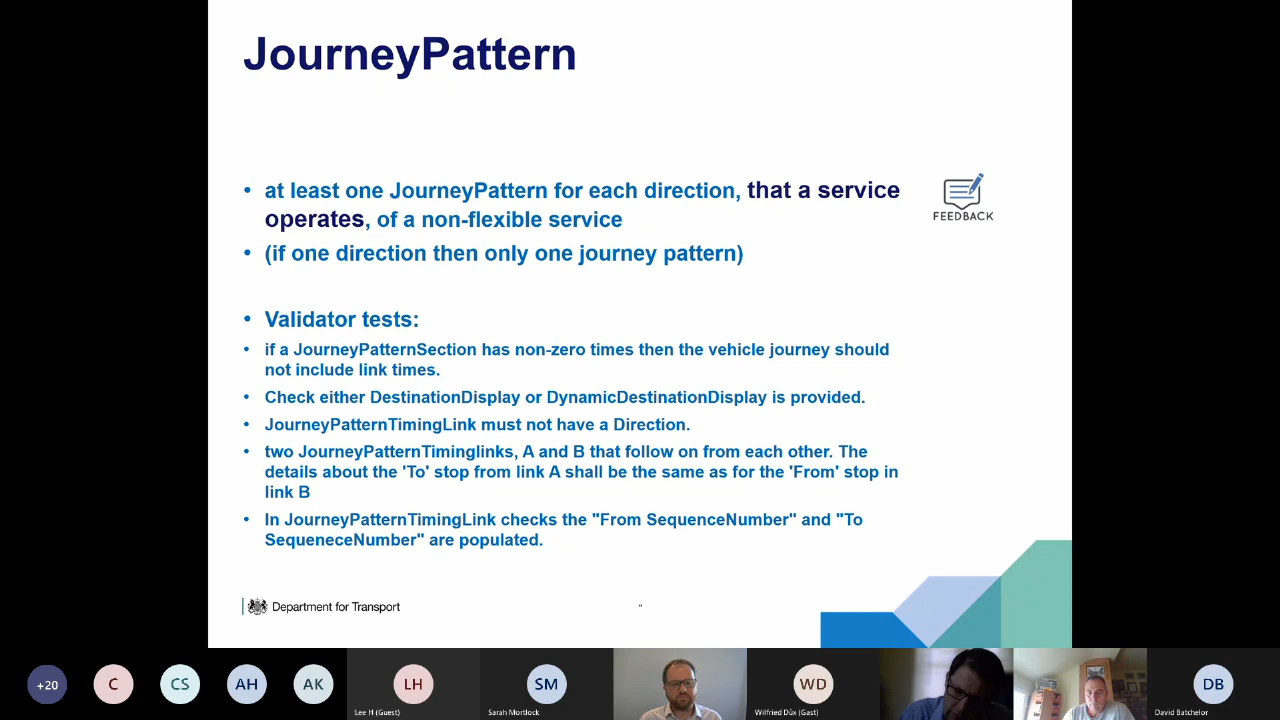 JourneyPattern
• at least one JourneyPattern for each direction, that a service
operates, of a non-flexible service
• (if one direction then only one journey pattern)
FEEDBACK
• Validator tests:
• if a JourneyPatternSection has non-zero times then the vehicle journey should
not include link times.
• Check either DestinationDisplay or DynamicDestinationDisplay is provided.
• JourneyPatternTimingLink must not have a Direction.
• two JourneyPatternTiminglinks, A and B that follow on from each other. The
details about the 'To' stop from link A shall be the same as for the 'From' stop in
link B
• In JourneyPatternTimingLink checks the "From SequenceNumber" and "To
SequeneceNumber" are populated.
Department for Transport
+20
C
CS
AH
AK
LH
Lee H (Guest)
SM
Sarah Mortlock
WD
Wilfried Düx (Gast)
DB
David Batchelor